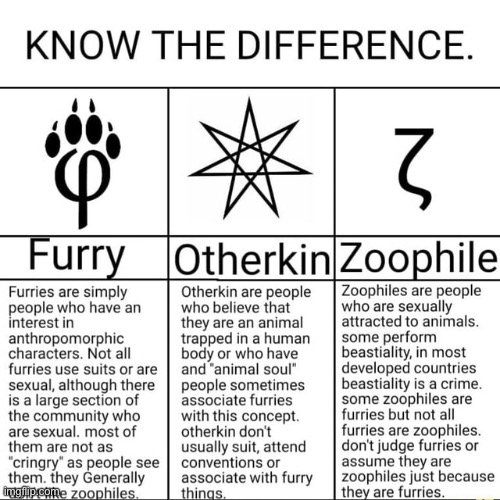 KNOW THE DIFFERENCE.
φ
ζ
Furry
Otherkin
Zoophile
Furries are simply
people who have an
interest in
anthropomorphic
characters. Not all
furries use suits or are
sexual, although there
is a large section of
the community who
are sexual. most of
them are not as
"cringry" as people see
them. they Generally
zoophiles.
Otherkin are people
who believe that
they are an animal
trapped in a human
body or who have
and "animal soul"
people sometimes
associate furries
with this concept.
otherkin don't
usually suit, attend
conventions or
associate with furry
things.
Zoophiles are people
who are sexually
attracted to animals.
some perform
beastiality, in most
developed countries
beastiality is a crime.
some zoophiles are
furries but not all
furries are zoophiles.
don't judge furries or
assume they are
zoophiles just because
they are furries.
imgflip.com